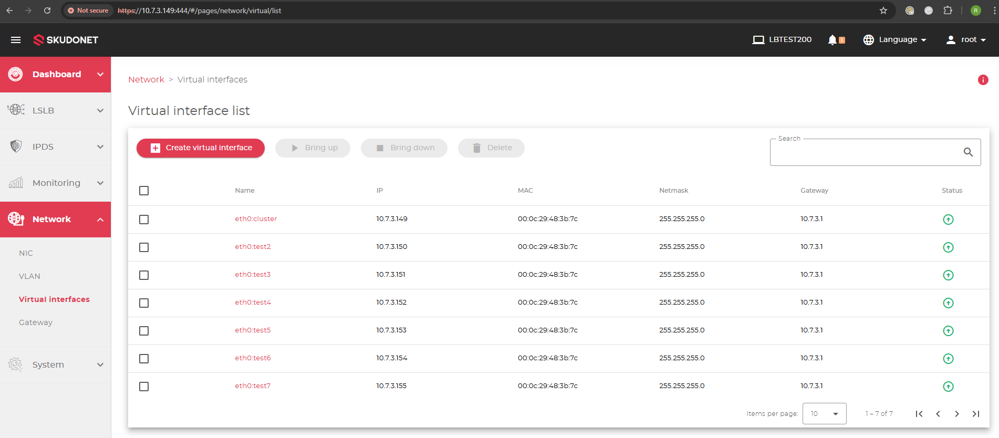 Not secure https://10.7.3.149:444/#/pages/network/virtual/list R
SKUDONET LBTEST200 1 Language root
Dashboard
LSLB
IPDS
Monitoring
Network
NIC
VLAN
Virtual interfaces
Gateway
System
Network > Virtual interfaces
Virtual interface list
Create virtual interface Bring up Bring down Delete Search
Name IP MAC Netmask Gateway Status
eth0:cluster 10.7.3.149 00:0c:29:48:3b:7c 255.255.255.0 10.7.3.1
eth0:test2 10.7.3.150 00:0c:29:48:3b:7c 255.255.255.0 10.7.3.1
eth0:test3 10.7.3.151 00:0c:29:48:3b:7c 255.255.255.0 10.7.3.1
eth0:test4 10.7.3.152 00:0c:29:48:3b:7c 255.255.255.0 10.7.3.1
eth0:test5 10.7.3.153 00:0c:29:48:3b:7c 255.255.255.0 10.7.3.1
eth0:test6 10.7.3.154 00:0c:29:48:3b:7c 255.255.255.0 10.7.3.1
eth0:test7 10.7.3.155 00:0c:29:48:3b:7c 255.255.255.0 10.7.3.1
Items per page: 10 1 – 7 of 7